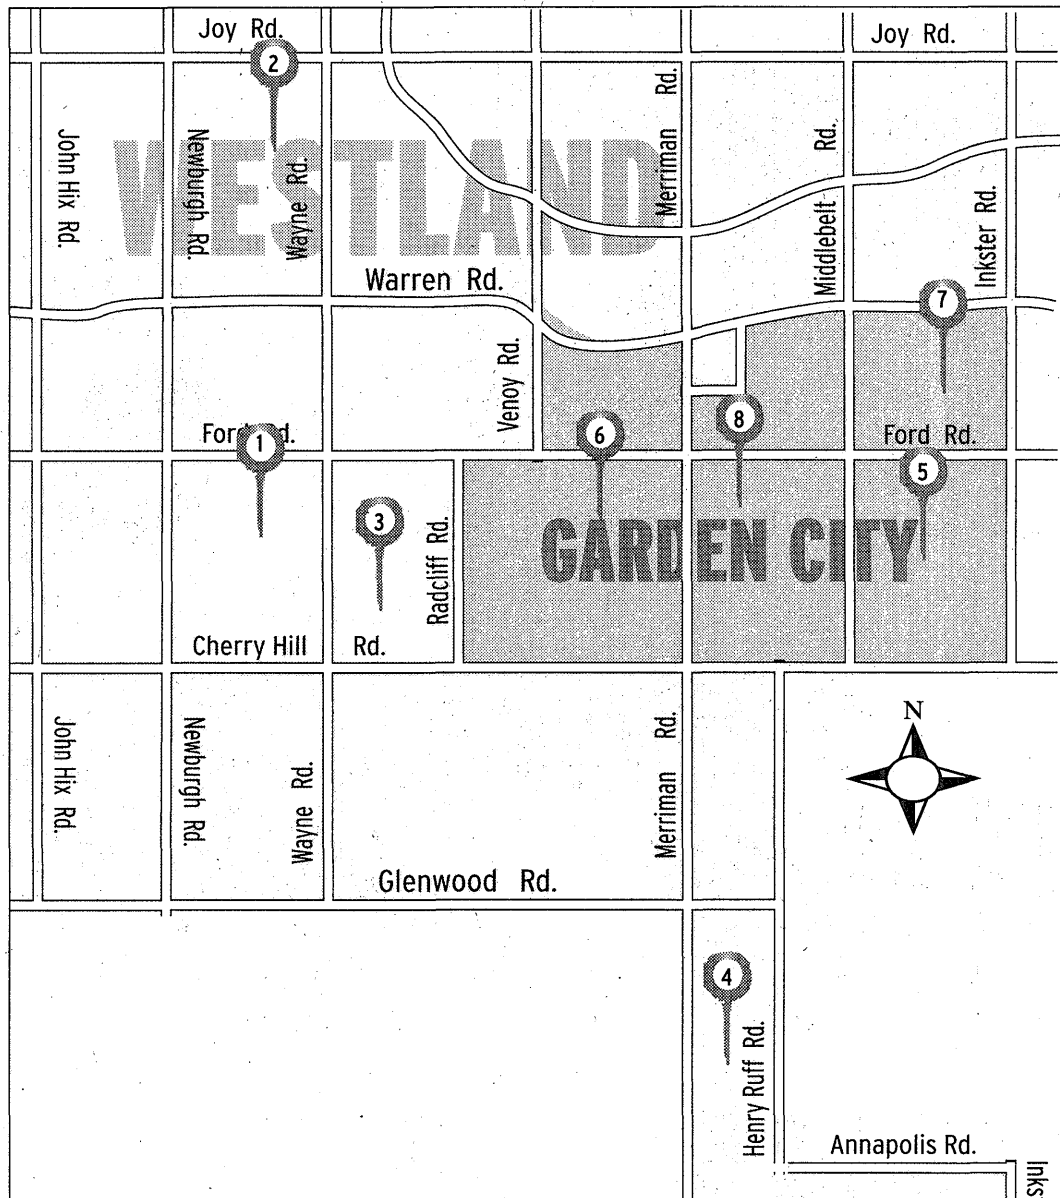 Joy Rd.
Joy Rd.
2
John Hix Rd.
Newburgh Rd.
Wayne Rd.
Merriman Rd.
Middlebelt Rd.
Inkster Rd.
WESTLAND
Warren Rd.
7
Venoy Rd.
Ford Rd.
1
6
8
Ford Rd.
5
3
Radcliff Rd.
GARDEN CITY
Cherry Hill Rd.
N
John Hix Rd.
Newburgh Rd.
Wayne Rd.
Merriman Rd.
Glenwood Rd.
4
Henry Ruff Rd.
Annapolis Rd.
Inks